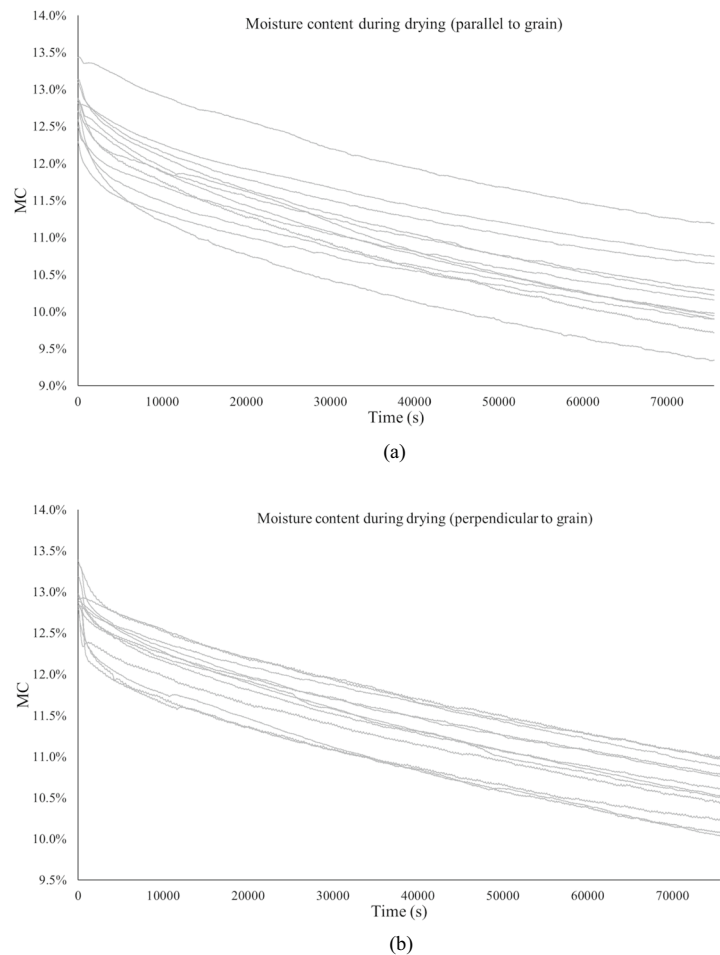 Moisture content during drying (parallel to grain)
14.0%
13.5%
13.0%
12.5%
12.0%
11.5%
11.0%
10.5%
10.0%
9.5%
9.0%
MC
0 10000 20000 30000 40000 50000 60000 70000
Time (s)
(a)
Moisture content during drying (perpendicular to grain)
14.0%
13.5%
13.0%
12.5%
12.0%
11.5%
11.0%
10.5%
10.0%
9.5%
MC
0 10000 20000 30000 40000 50000 60000 70000
Time (s)
(b)